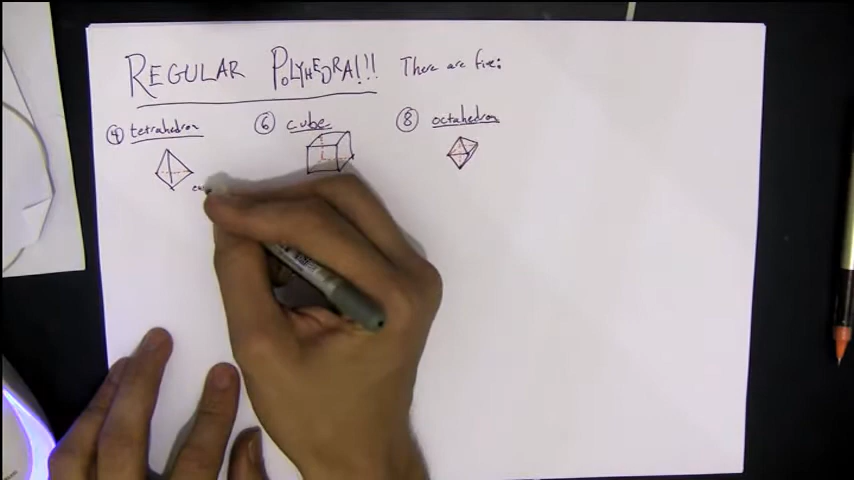 REGULAR POLYHEDRA!!! There are five:
④ tetrahedron ⑥ cube ⑧ octahedron